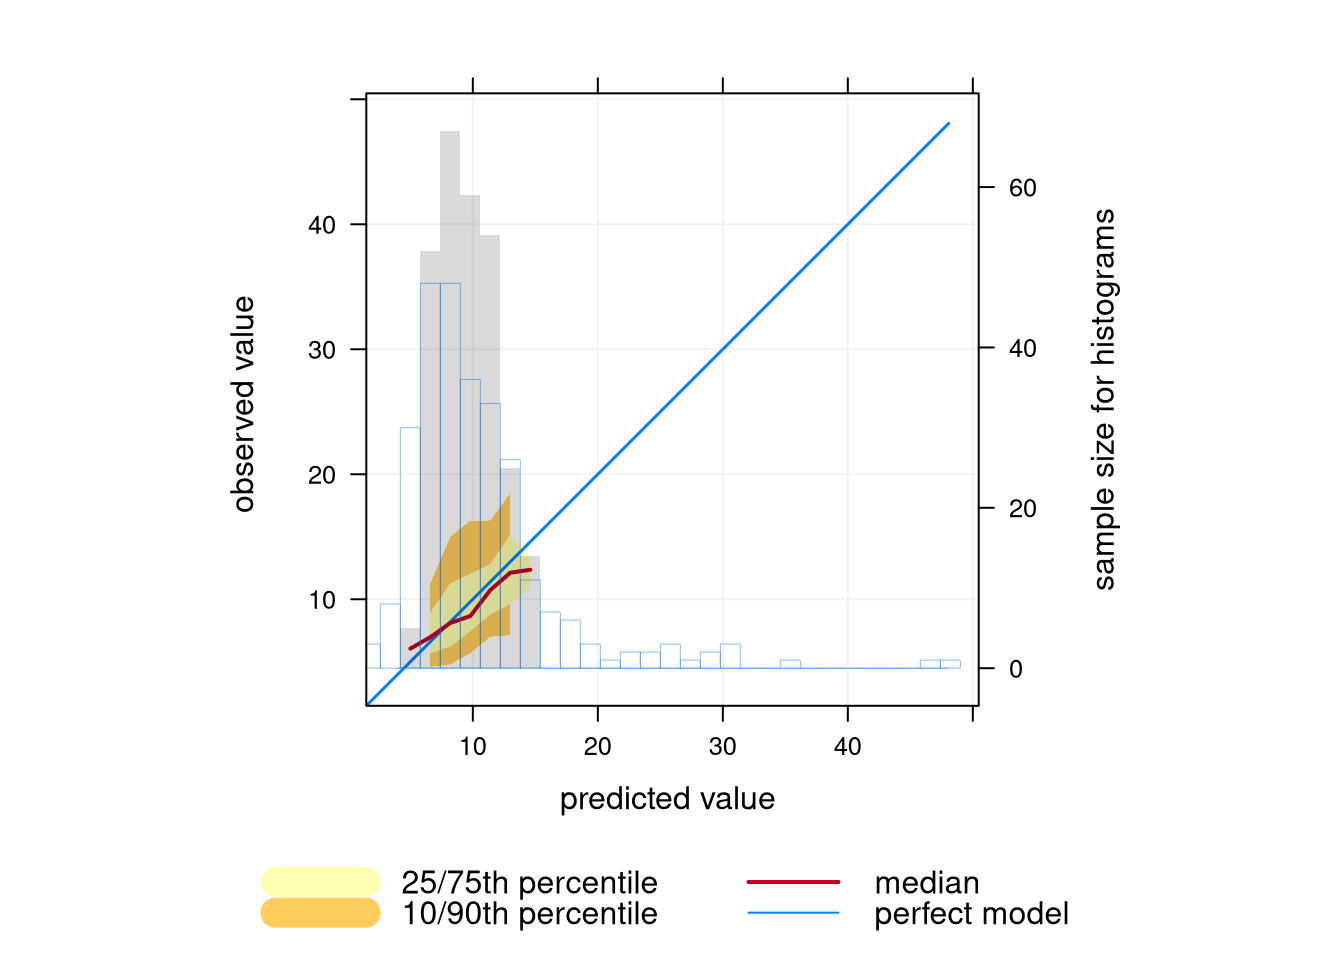 observed value
40
30
20
10
60
40
20
0
sample size for histograms
10 20 30 40
predicted value
25/75th percentile
10/90th percentile
median
perfect model